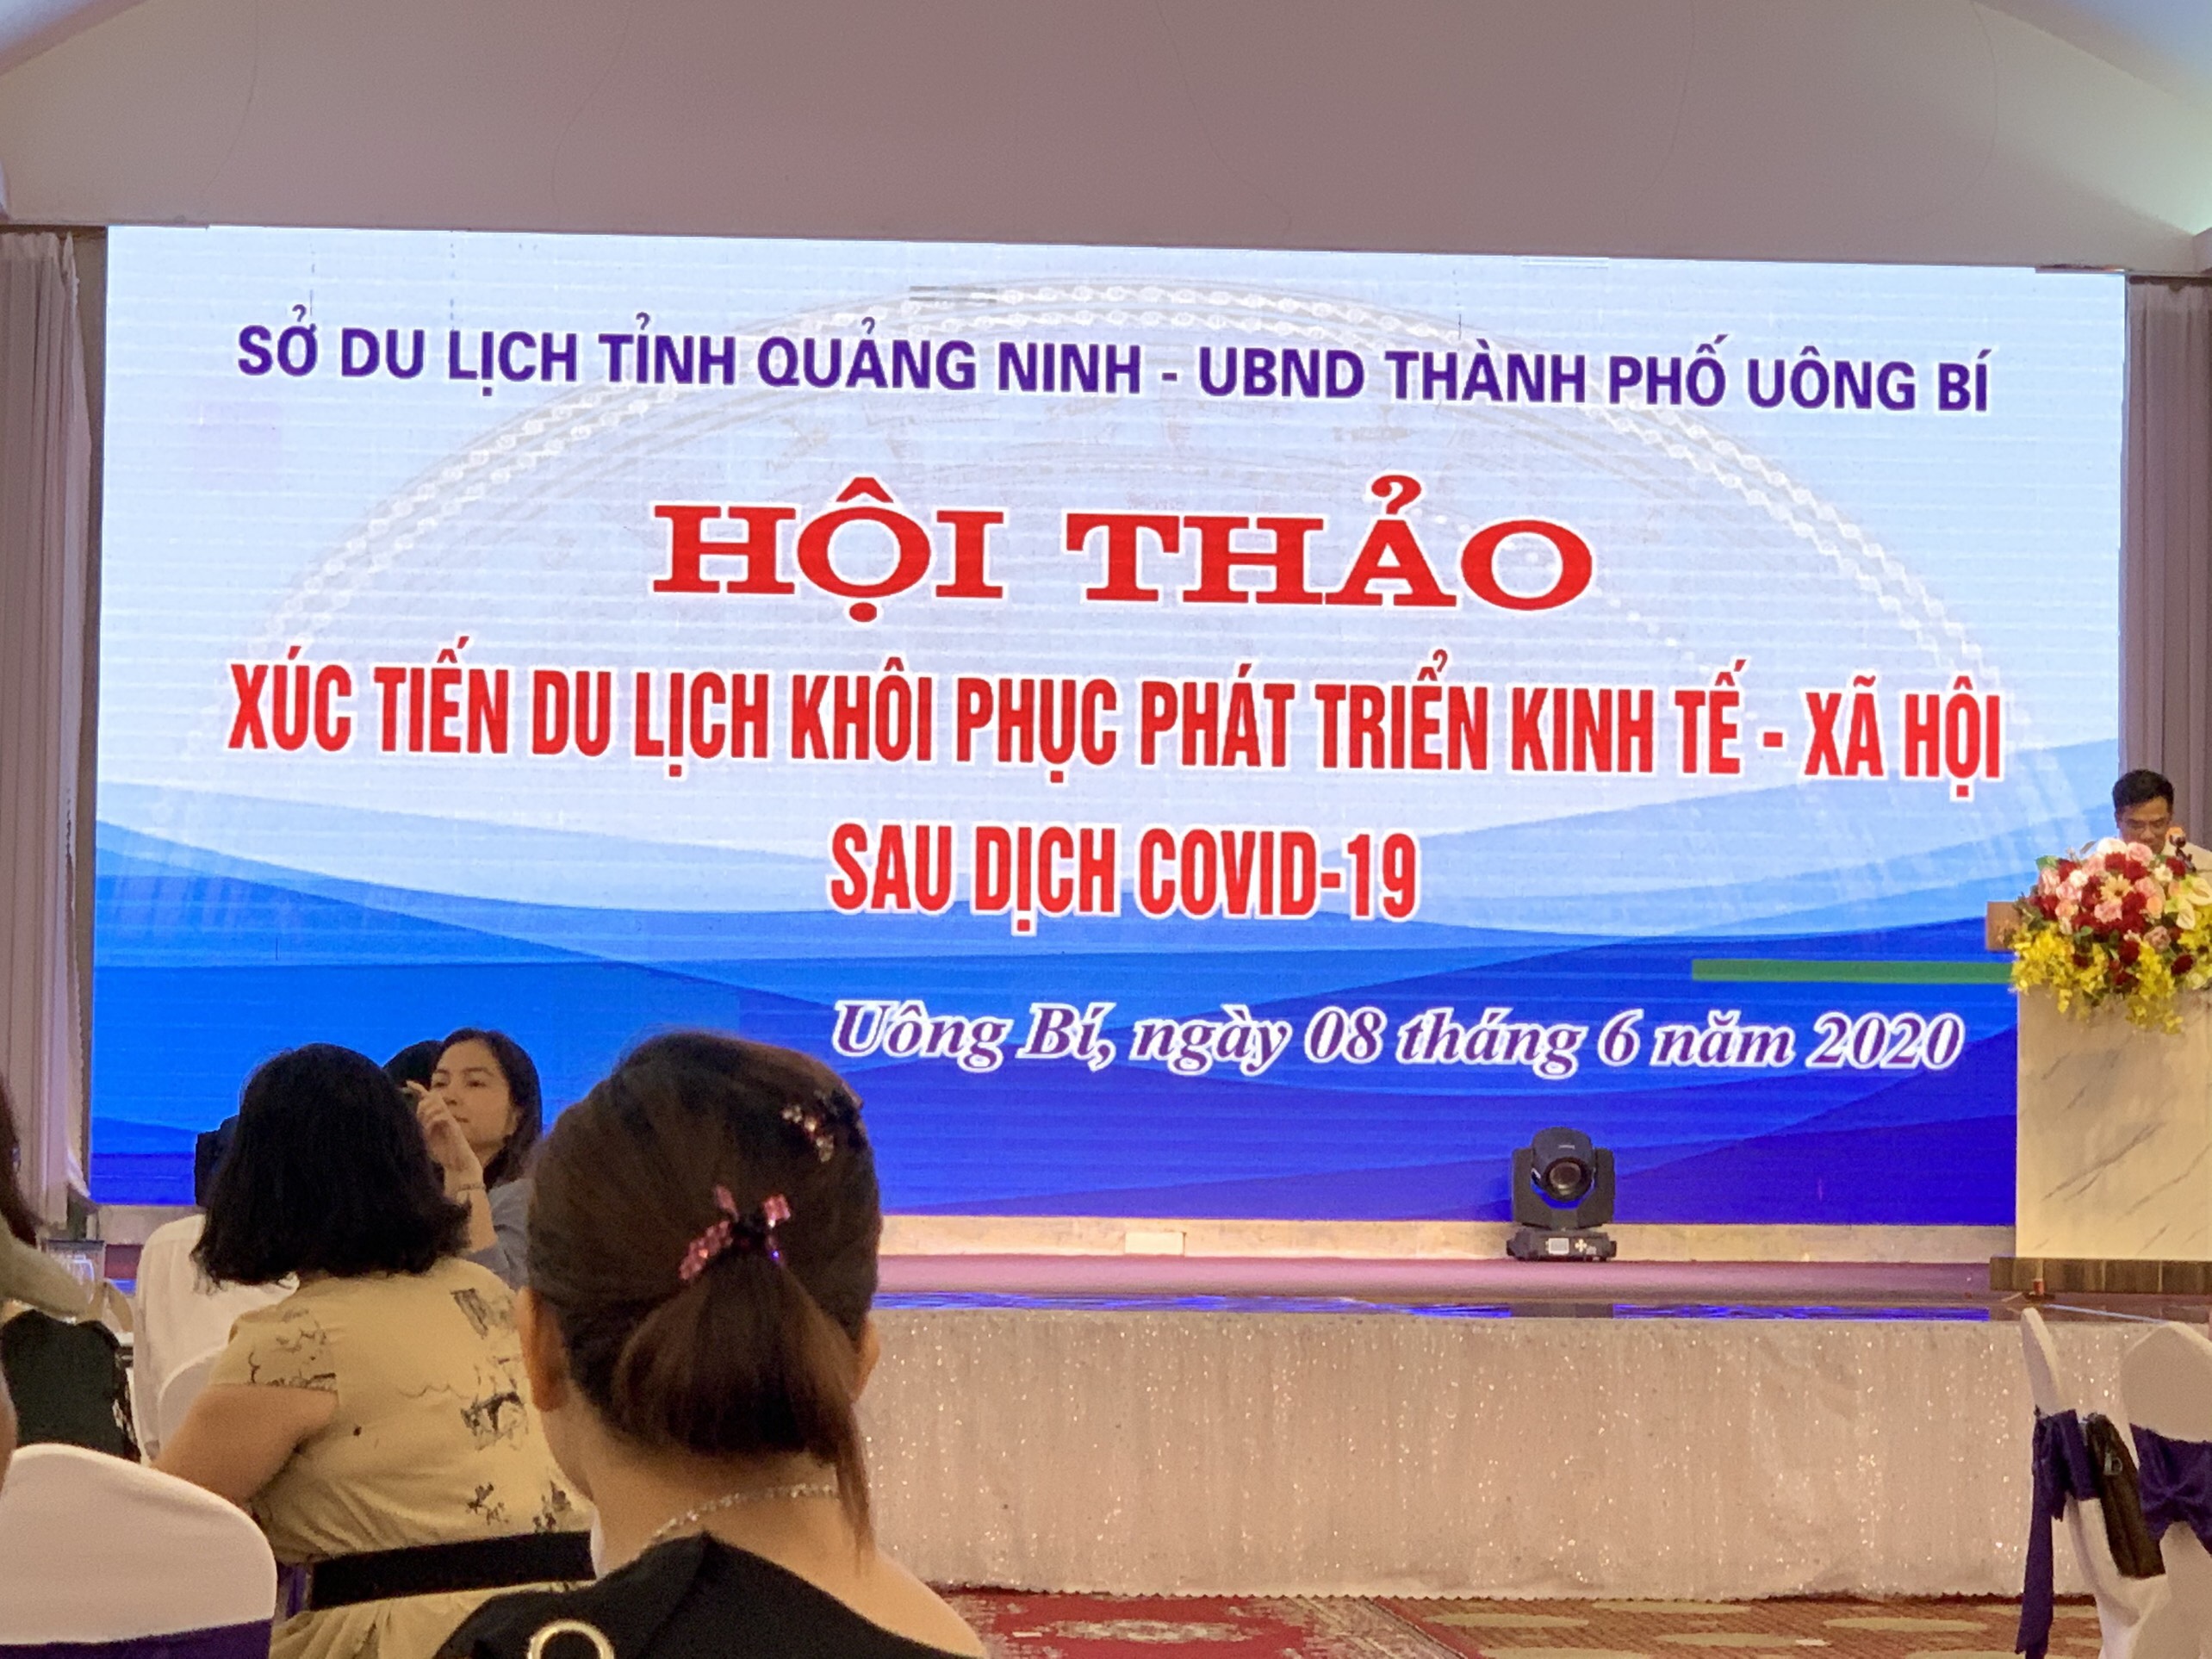 SỞ DU LỊCH TỈNH QUẢNG NINH - UBND THÀNH PHỐ UÔNG BÍ
HỘI THẢO
XÚC TIẾN DU LỊCH KHÔI PHỤC PHÁT TRIỂN KINH TẾ - XÃ HỘI
SAU DỊCH COVID-19
Uông Bí, ngày 08 tháng 6 năm 2020